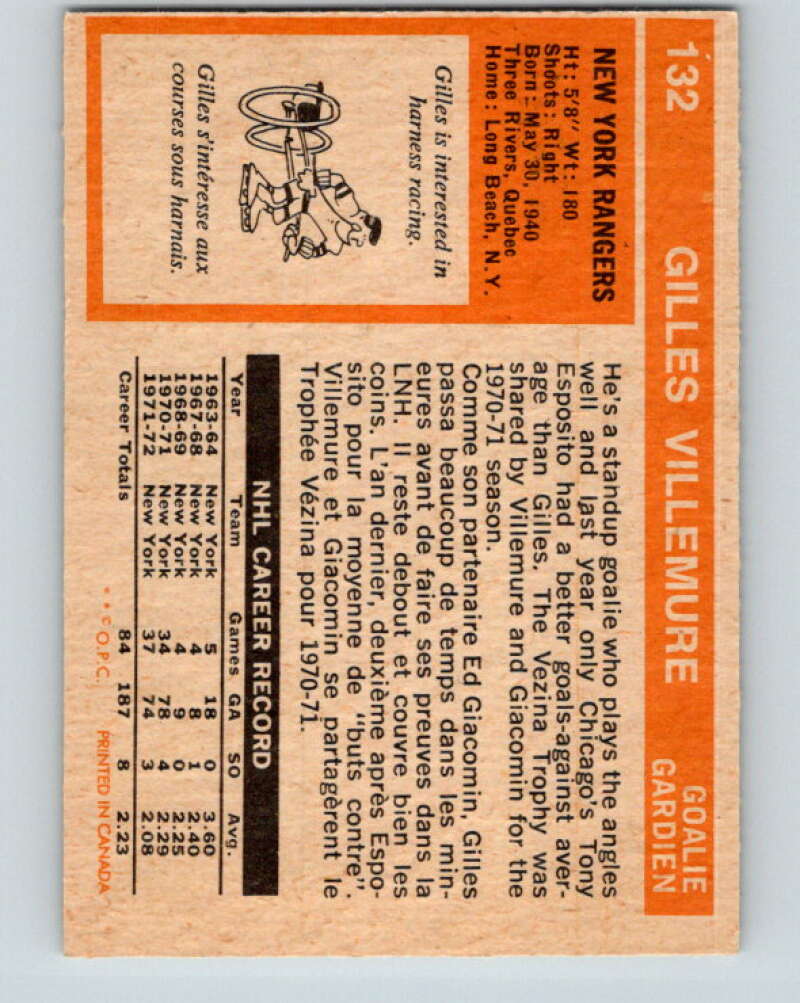 132 GILLES VILLEMURE GOALIE
GARDIEN
NEW YORK RANGERS
Ht: 5'8" Wt: 180
Shoots: Right
Born: May 30, 1940
Three Rivers, Quebec
Home: Long Beach, N.Y.
Gilles is interested in
harness racing.
Gilles s'intéresse aux
courses sous harnais.
He's a standup goalie who plays the angles
well and last year only Chicago's Tony
Esposito had a better goals-against aver-
age than Gilles. The Vezina Trophy was
shared by Villemure and Giacomin for the
1970-71 season.
Comme son partenaire Ed Giacomin, Gilles
passa beaucoup de temps dans les min-
eures avant de faire ses preuves dans la
LNH. Il reste debout et couvre bien les
coins. L'an dernier, deuxième après Espo-
sito pour la moyenne de "buts contre".
Villemure et Giacomin se partagèrent le
Trophée Vézina pour 1970-71.
NHL CAREER RECORD
Year Team Games GA SO Avg.
1963-64 New York 5 18 0 3.60
1967-68 New York 4 8 1 2.40
1968-69 New York 4 9 0 2.25
1970-71 New York 34 78 4 2.29
1971-72 New York 37 74 3 2.08
Career Totals 84 187 8 2.23
* * © O.P.C. PRINTED IN CANADA